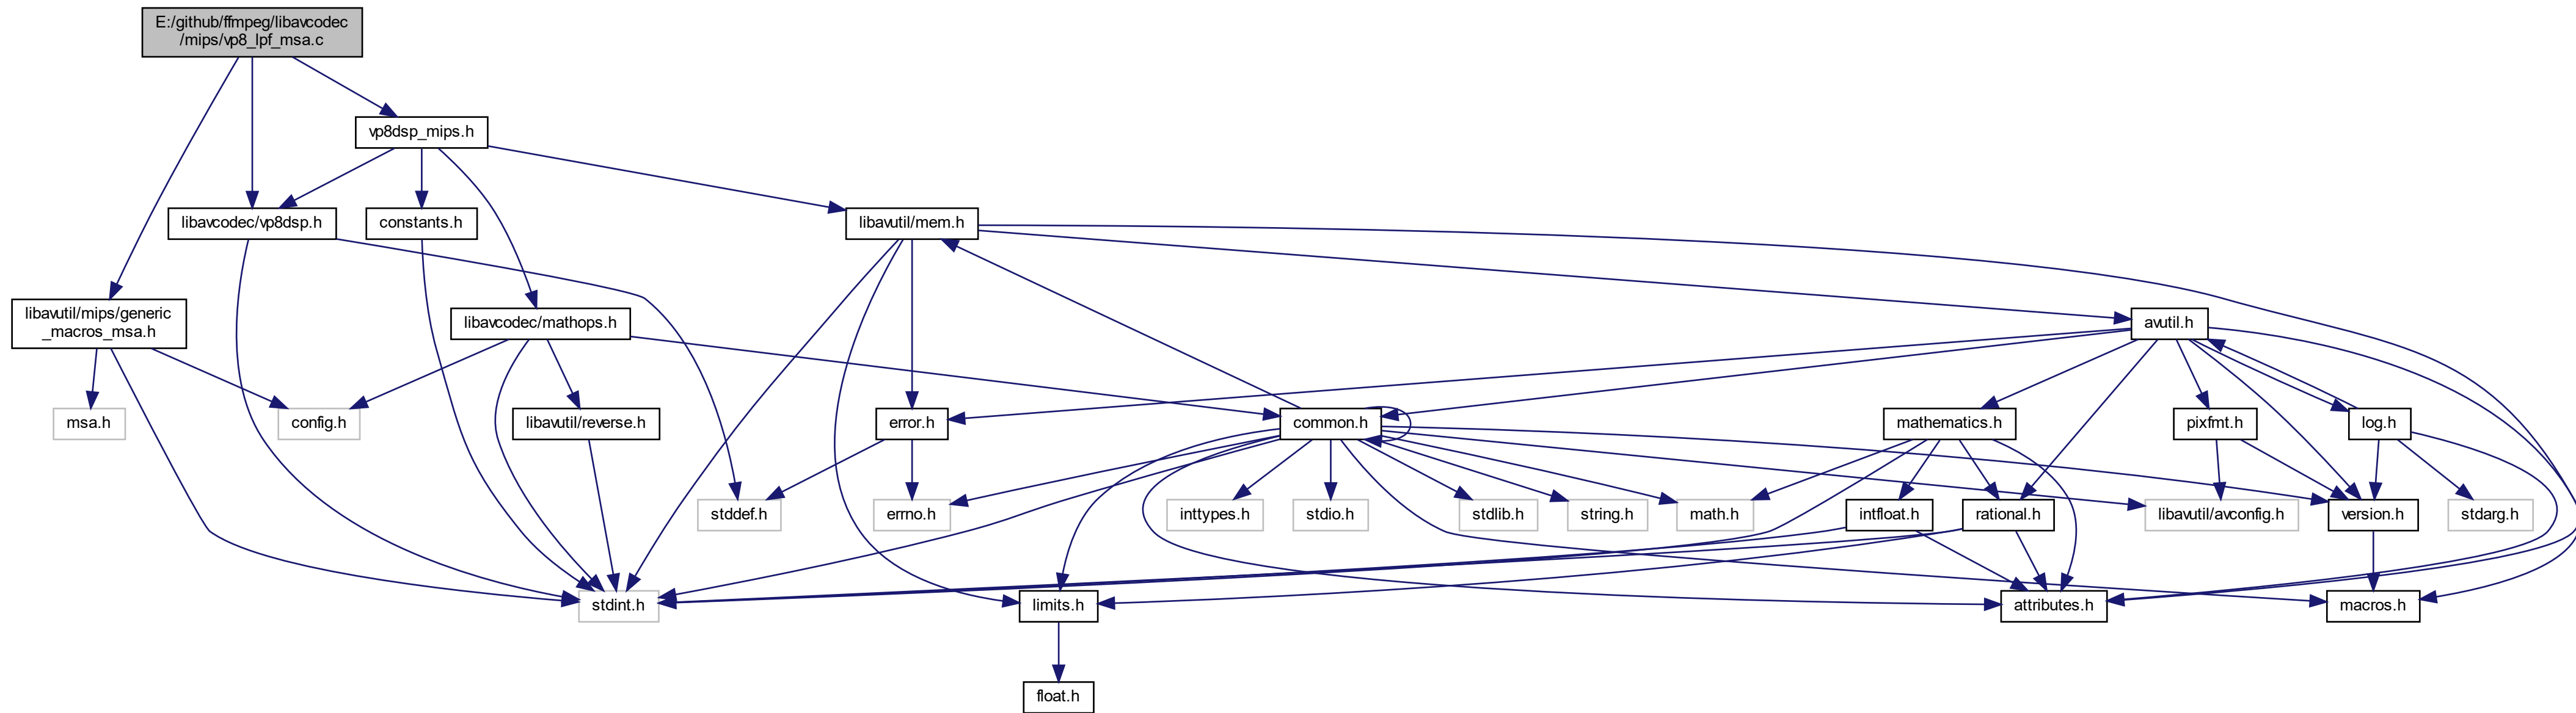 E:/github/ffmpeg/libavcodec
/mips/vp8_lpf_msa.c
vp8dsp_mips.h
libavcodec/vp8dsp.h
constants.h
libavutil/mem.h
libavutil/mips/generic
_macros_msa.h
libavcodec/mathops.h
avutil.h
msa.h
config.h
libavutil/reverse.h
error.h
common.h
mathematics.h
pixfmt.h
log.h
stddef.h
errno.h
inttypes.h
stdio.h
stdlib.h
string.h
math.h
intfloat.h
rational.h
libavutil/avconfig.h
version.h
stdarg.h
stdint.h
limits.h
attributes.h
macros.h
float.h